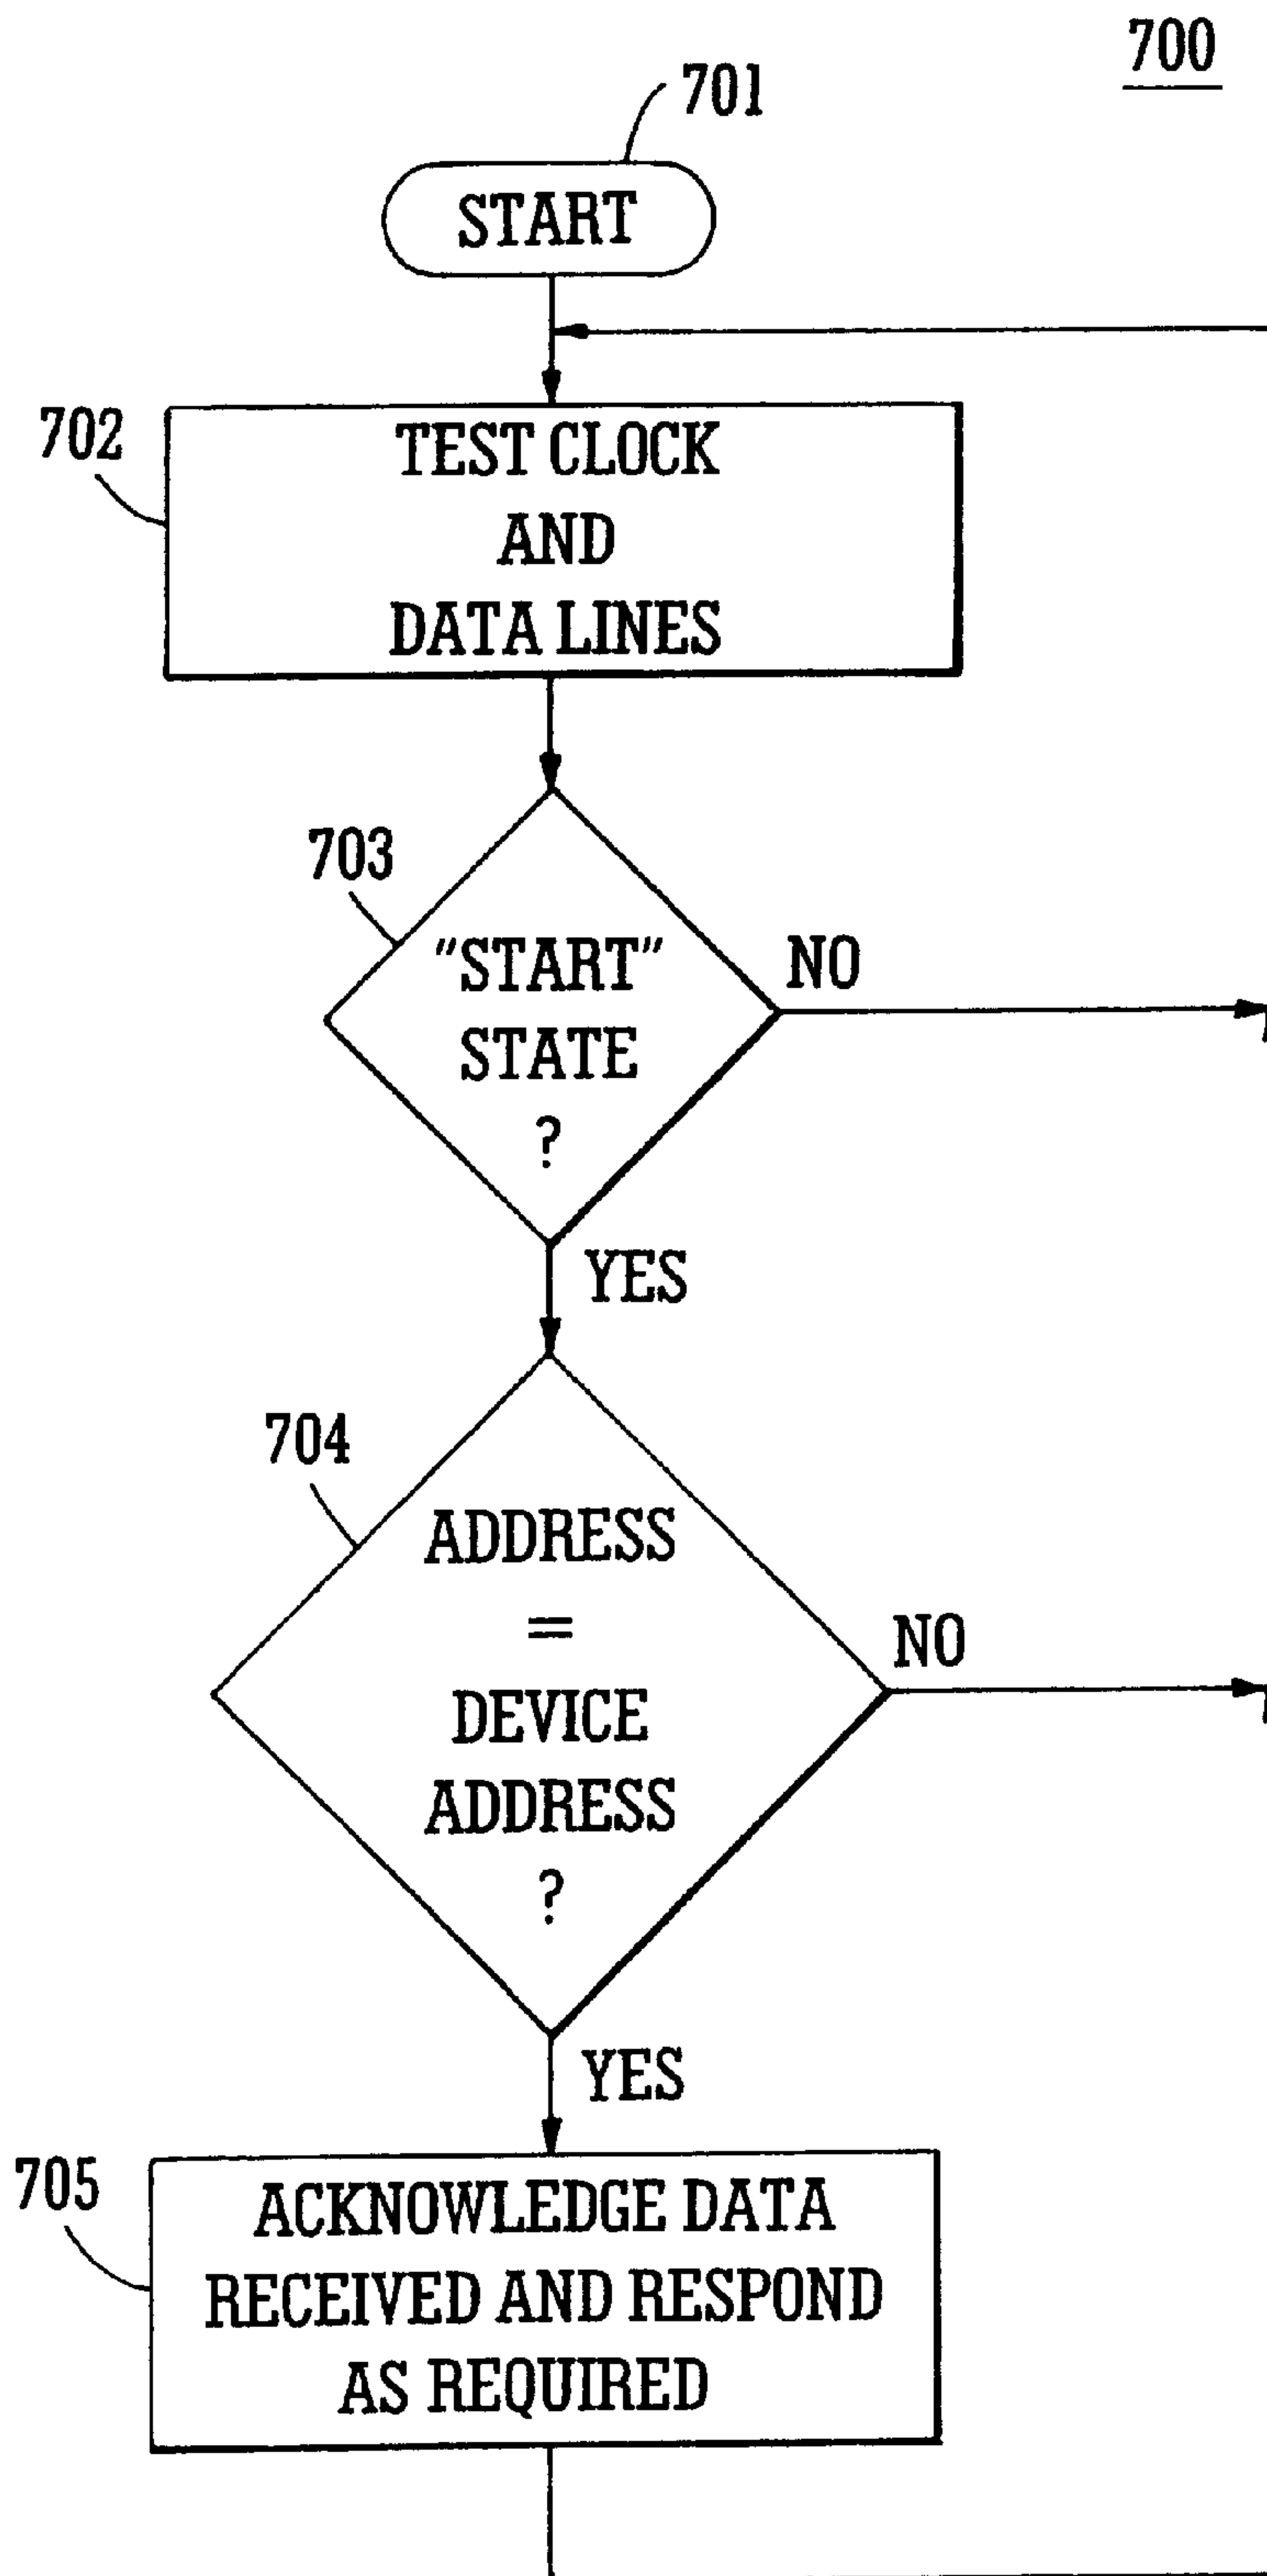 700
701
START
702
TEST CLOCK
AND
DATA LINES
703
"START"
STATE
?
NO
YES
704
ADDRESS
=
DEVICE
ADDRESS
?
NO
YES
705
ACKNOWLEDGE DATA
RECEIVED AND RESPOND
AS REQUIRED